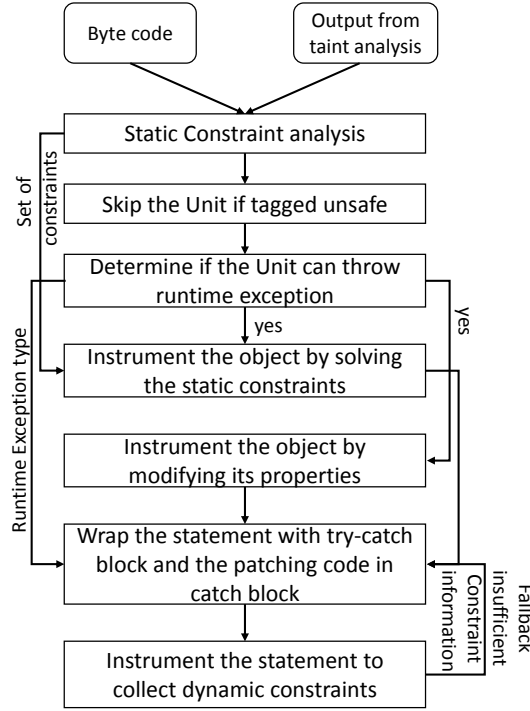 Byte code
Output from
taint analysis
Static Constraint analysis
Set of
constraints
Skip the Unit if tagged unsafe
Determine if the Unit can throw
runtime exception
yes
yes
Instrument the object by solving
the static constraints
Runtime Exception type
Instrument the object by
modifying its properties
Wrap the statement with try-catch
block and the patching code in
catch block
Fallback
insufficient
Constraint
information
Instrument the statement to
collect dynamic constraints